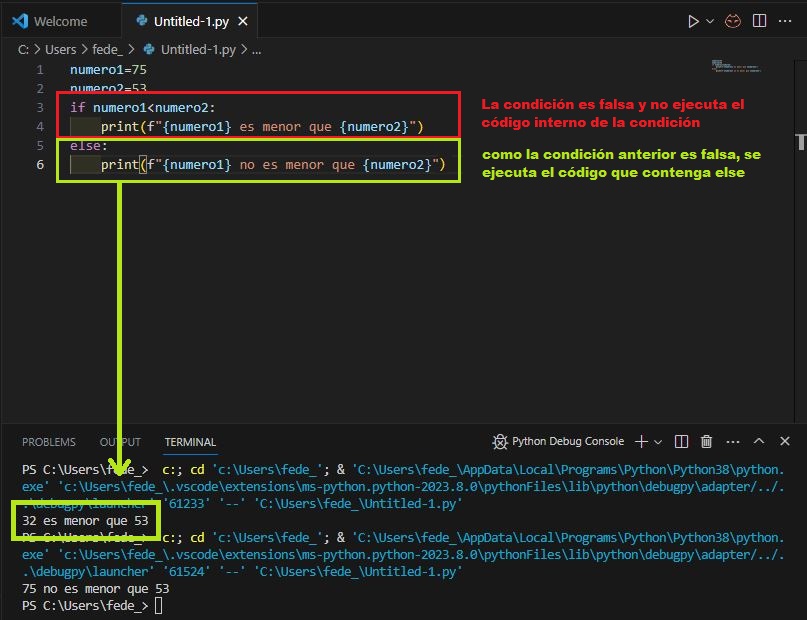 Welcome
Untitled-1.py
C: > Users > fede_ > Untitled-1.py > ...
1 numero1=75
2 numero2=53
3 if numero1<numero2:
4 print(f"{numero1} es menor que {numero2}")
5 else:
6 print(f"{numero1} no es menor que {numero2}")
La condición es falsa y no ejecuta el
código interno de la condición
como la condición anterior es falsa, se
ejecuta el código que contenga else
PROBLEMS OUTPUT TERMINAL Python Debug Console
PS C:\Users\fede_> c:; cd 'c:\Users\fede_'; & 'C:\Users\fede_\AppData\Local\Programs\Python\Python38\python.
exe' 'c:\Users\fede_\.vscode\extensions\ms-python.python-2023.8.0\pythonFiles\lib\python\debugpy\adapter/../.
.\debugpy\launcher' '61233' '--' 'C:\Users\fede_\Untitled-1.py'
32 es menor que 53
PS C:\Users\fede_> c:; cd 'c:\Users\fede_'; & 'C:\Users\fede_\AppData\Local\Programs\Python\Python38\python.
exe' 'c:\Users\fede_\.vscode\extensions\ms-python.python-2023.8.0\pythonFiles\lib\python\debugpy\adapter/../.
.\debugpy\launcher' '61524' '--' 'C:\Users\fede_\Untitled-1.py'
75 no es menor que 53
PS C:\Users\fede_>